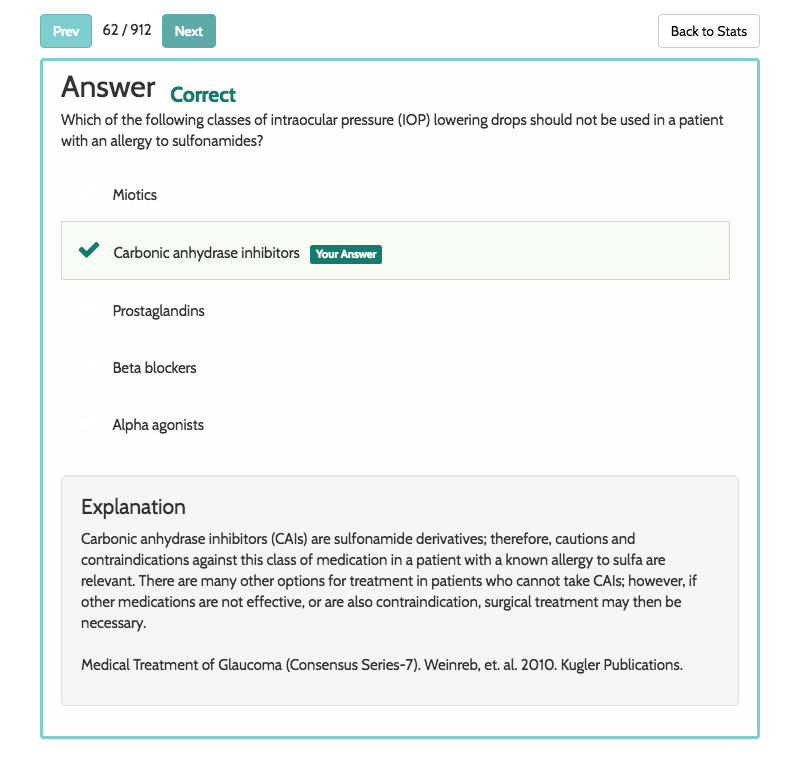 Prev 62 / 912 Next Back to Stats
Answer Correct
Which of the following classes of intraocular pressure (IOP) lowering drops should not be used in a patient
with an allergy to sulfonamides?
Miotics
Carbonic anhydrase inhibitors Your Answer
Prostaglandins
Beta blockers
Alpha agonists
Explanation
Carbonic anhydrase inhibitors (CAIs) are sulfonamide derivatives; therefore, cautions and
contraindications against this class of medication in a patient with a known allergy to sulfa are
relevant. There are many other options for treatment in patients who cannot take CAIs; however, if
other medications are not effective, or are also contraindication, surgical treatment may then be
necessary.
Medical Treatment of Glaucoma (Consensus Series-7). Weinreb, et. al. 2010. Kugler Publications.